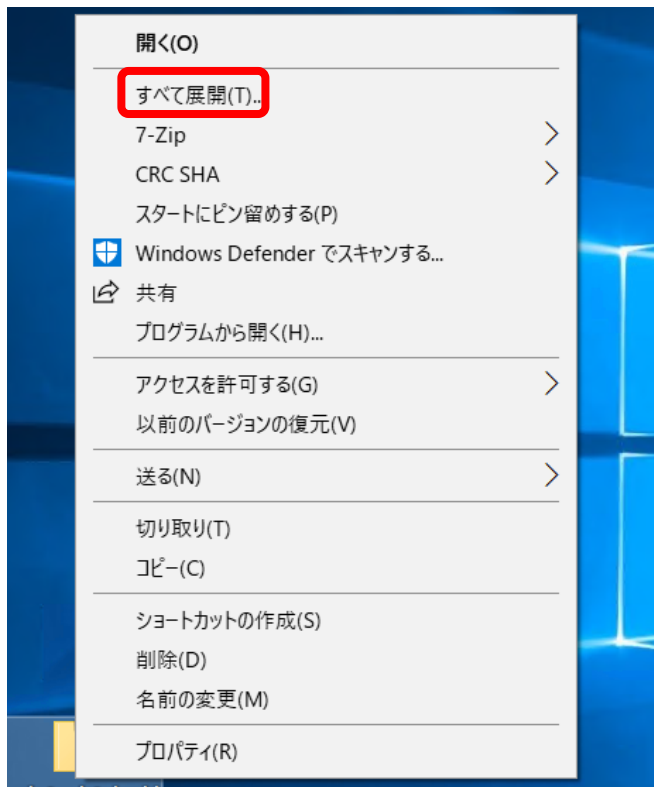 開く(O)
すべて展開(T)..
7-Zip
CRC SHA
スタートにピン留めする(P)
Windows Defender でスキャンする...
共有
プログラムから開く(H)...
アクセスを許可する(G)
以前のバージョンの復元(V)
送る(N)
切り取り(T)
コピー(C)
ショートカットの作成(S)
削除(D)
名前の変更(M)
プロパティ(R)